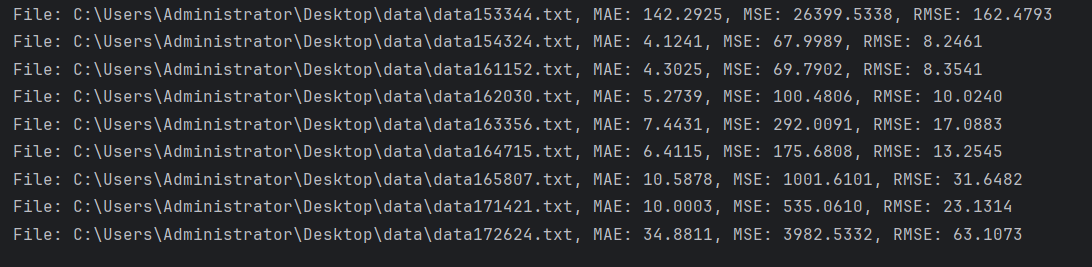 File: C:\Users\Administrator\Desktop\data\data153344.txt, MAE: 142.2925, MSE: 26399.5338, RMSE: 162.4793
File: C:\Users\Administrator\Desktop\data\data154324.txt, MAE: 4.1241, MSE: 67.9989, RMSE: 8.2461
File: C:\Users\Administrator\Desktop\data\data161152.txt, MAE: 4.3025, MSE: 69.7902, RMSE: 8.3541
File: C:\Users\Administrator\Desktop\data\data162030.txt, MAE: 5.2739, MSE: 100.4806, RMSE: 10.0240
File: C:\Users\Administrator\Desktop\data\data163356.txt, MAE: 7.4431, MSE: 292.0091, RMSE: 17.0883
File: C:\Users\Administrator\Desktop\data\data164715.txt, MAE: 6.4115, MSE: 175.6808, RMSE: 13.2545
File: C:\Users\Administrator\Desktop\data\data165807.txt, MAE: 10.5878, MSE: 1001.6101, RMSE: 31.6482
File: C:\Users\Administrator\Desktop\data\data171421.txt, MAE: 10.0003, MSE: 535.0610, RMSE: 23.1314
File: C:\Users\Administrator\Desktop\data\data172624.txt, MAE: 34.8811, MSE: 3982.5332, RMSE: 63.1073